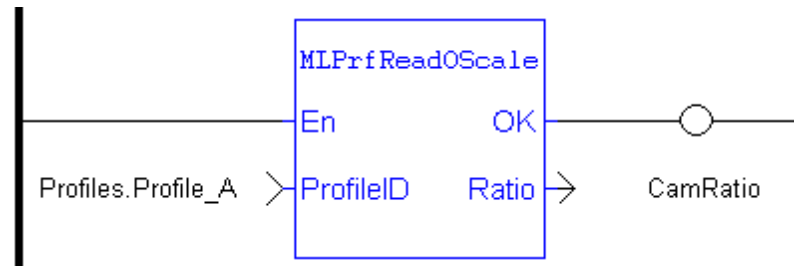 MLPrfReadOScale
En OK
Profiles.Profile_A ProfileID Ratio CamRatio